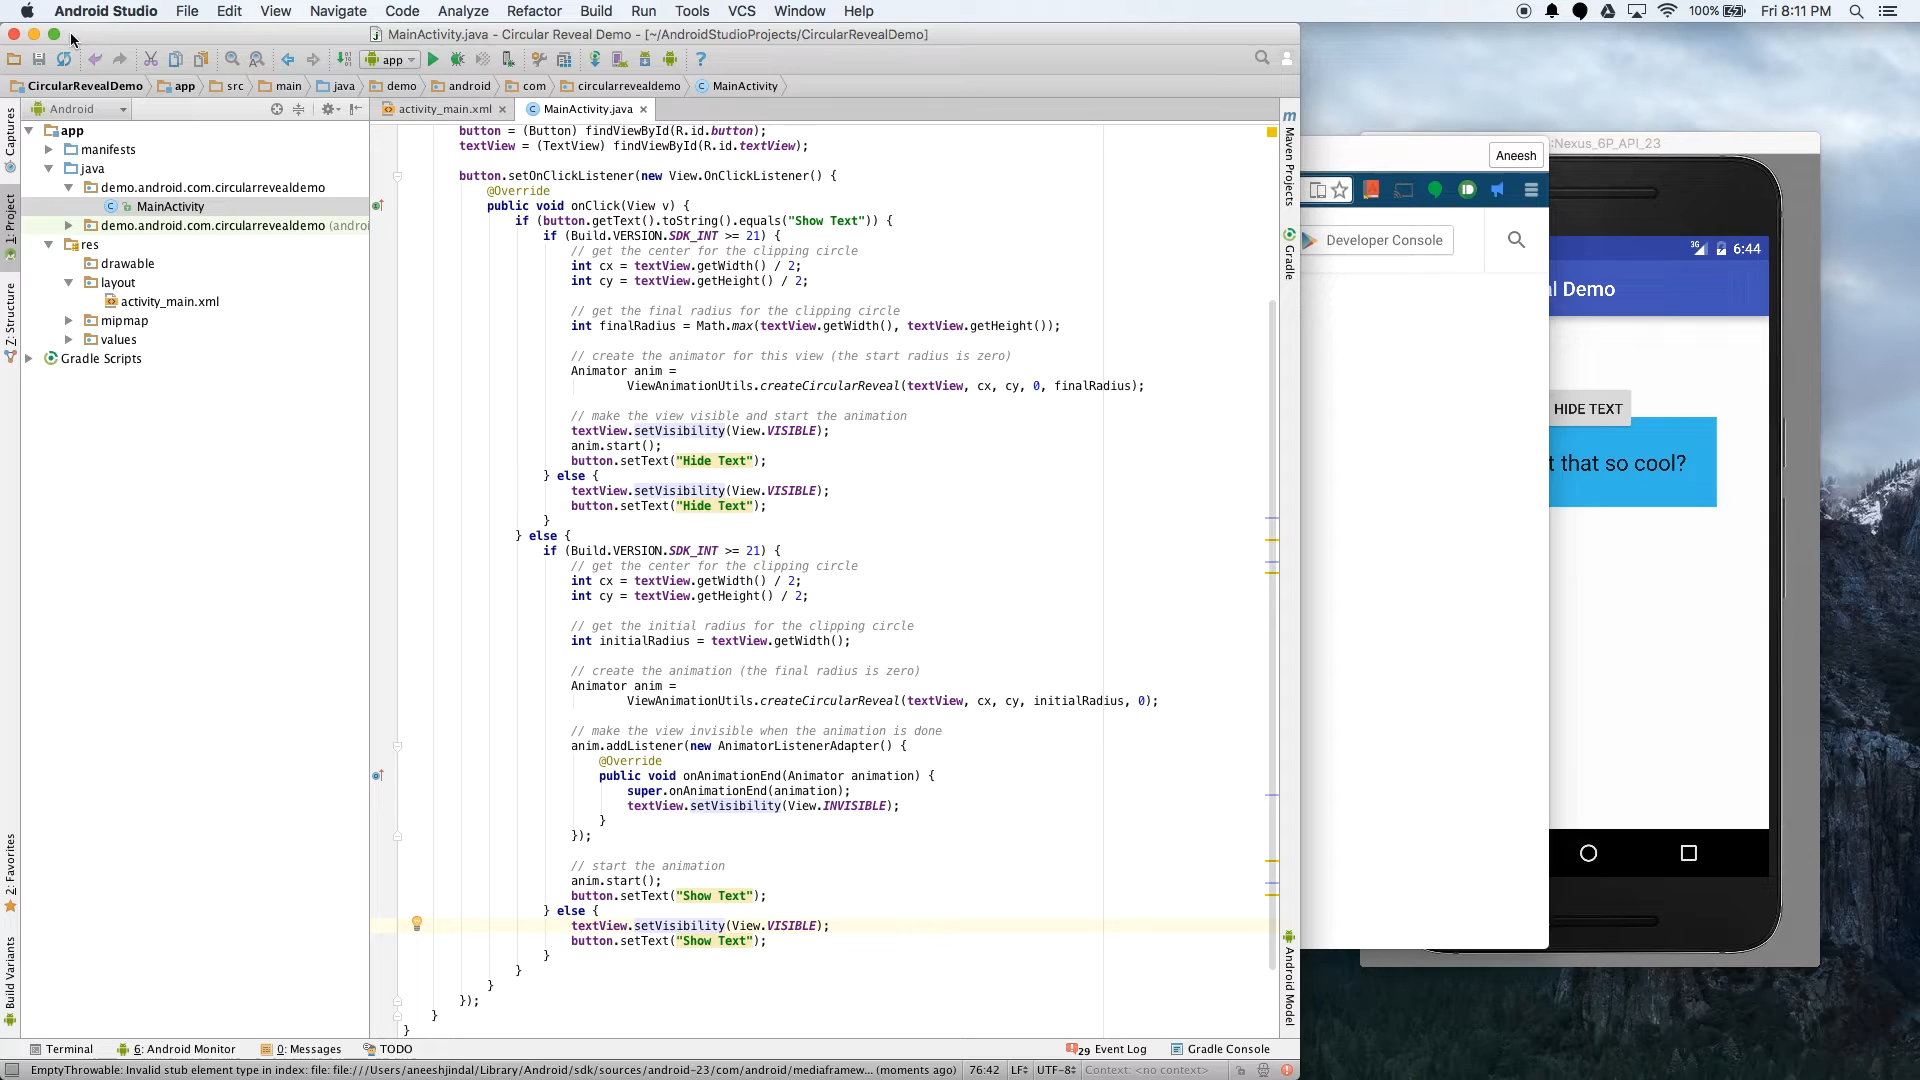 Android Studio File Edit View Navigate Code Analyze Refactor Build Run Tools VCS Window Help 100% Fri 8:11 PM
MainActivity.java - Circular Reveal Demo - [~/AndroidStudioProjects/CircularRevealDemo]
app
CircularRevealDemo app src main java demo android com circularrevealdemo MainActivity
Android activity_main.xml MainActivity.java
app
manifests
java
demo.android.com.circularrevealdemo
MainActivity
demo.android.com.circularrevealdemo (androi
res
drawable
layout
activity_main.xml
mipmap
values
Gradle Scripts
Captures
1: Project
Z: Structure
2: Favorites
Build Variants
button = (Button) findViewById(R.id.button);
textView = (TextView) findViewById(R.id.textView);
button.setOnClickListener(new View.OnClickListener() {
@Override
public void onClick(View v) {
if (button.getText().toString().equals("Show Text")) {
if (Build.VERSION.SDK_INT >= 21) {
// get the center for the clipping circle
int cx = textView.getWidth() / 2;
int cy = textView.getHeight() / 2;
// get the final radius for the clipping circle
int finalRadius = Math.max(textView.getWidth(), textView.getHeight());
// create the animator for this view (the start radius is zero)
Animator anim =
ViewAnimationUtils.createCircularReveal(textView, cx, cy, 0, finalRadius);
// make the view visible and start the animation
textView.setVisibility(View.VISIBLE);
anim.start();
button.setText("Hide Text");
} else {
textView.setVisibility(View.VISIBLE);
button.setText("Hide Text");
}
} else {
if (Build.VERSION.SDK_INT >= 21) {
// get the center for the clipping circle
int cx = textView.getWidth() / 2;
int cy = textView.getHeight() / 2;
// get the initial radius for the clipping circle
int initialRadius = textView.getWidth();
// create the animation (the final radius is zero)
Animator anim =
ViewAnimationUtils.createCircularReveal(textView, cx, cy, initialRadius, 0);
// make the view invisible when the animation is done
anim.addListener(new AnimatorListenerAdapter() {
@Override
public void onAnimationEnd(Animator animation) {
super.onAnimationEnd(animation);
textView.setVisibility(View.INVISIBLE);
}
});
// start the animation
anim.start();
button.setText("Show Text");
} else {
textView.setVisibility(View.VISIBLE);
button.setText("Show Text");
}
}
}
});
}
}
Maven Projects
Gradle
Android Model
:Nexus_6P_API_23
Aneesh
Developer Console
3G 6:44
al Demo
HIDE TEXT
t that so cool?
Terminal 6: Android Monitor 0: Messages TODO 29 Event Log Gradle Console
EmptyThrowable: Invalid stub element type in index: file: file:///Users/aneeshjindal/Library/Android/sdk/sources/android-23/com/android/mediaframew... (moments ago) 76:42 LF UTF-8 Context: <no context>